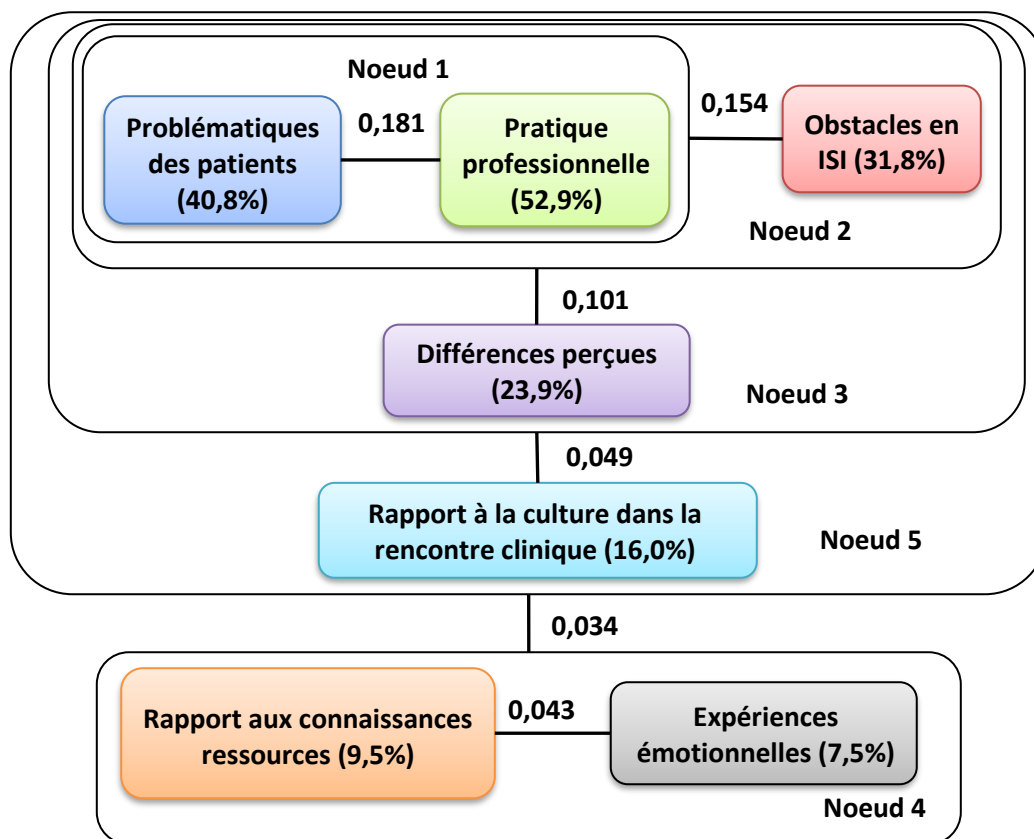 Noeud 1
Problématiques
des patients
(40,8%)
0,181
Pratique
professionnelle
(52,9%)
0,154
Obstacles en
ISI (31,8%)
Noeud 2
0,101
Différences perçues
(23,9%)
Noeud 3
0,049
Rapport à la culture dans la
rencontre clinique (16,0%)
Noeud 5
0,034
Rapport aux connaissances
ressources (9,5%)
0,043
Expériences
émotionnelles (7,5%)
Noeud 4